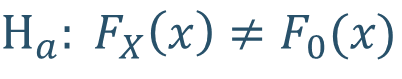 Hₐ: F_X(x) ≠ F₀(x)